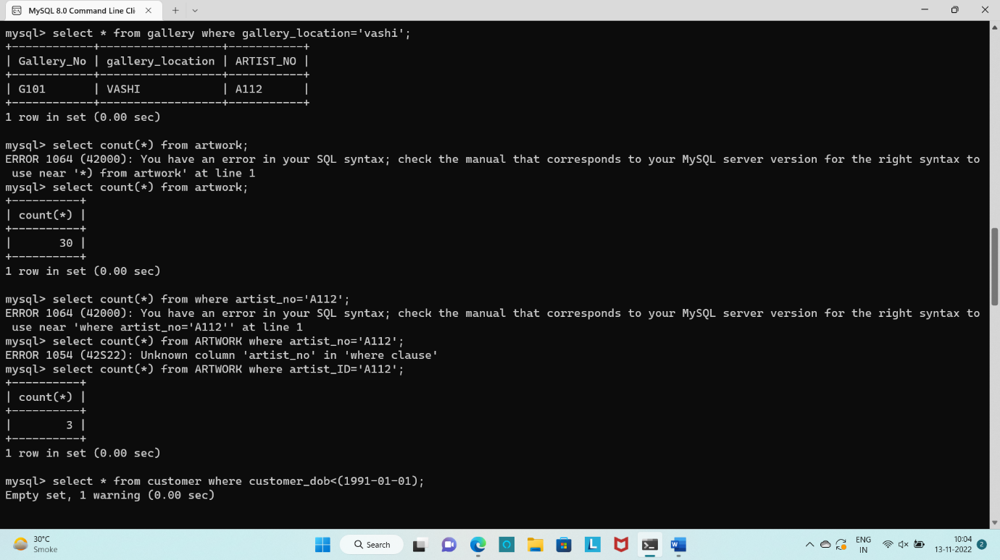 MySQL 8.0 Command Line Cli
mysql> select * from gallery where gallery_location='vashi';
+------------+------------------+-----------+
| Gallery_No | gallery_location | ARTIST_NO |
+------------+------------------+-----------+
| G101       | VASHI            | A112      |
+------------+------------------+-----------+
1 row in set (0.00 sec)
mysql> select conut(*) from artwork;
ERROR 1064 (42000): You have an error in your SQL syntax; check the manual that corresponds to your MySQL server version for the right syntax to
use near '*) from artwork' at line 1
mysql> select count(*) from artwork;
+----------+
| count(*) |
+----------+
|       30 |
+----------+
1 row in set (0.00 sec)
mysql> select count(*) from where artist_no='A112';
ERROR 1064 (42000): You have an error in your SQL syntax; check the manual that corresponds to your MySQL server version for the right syntax to
use near 'where artist_no='A112'' at line 1
mysql> select count(*) from ARTWORK where artist_no='A112';
ERROR 1054 (42S22): Unknown column 'artist_no' in 'where clause'
mysql> select count(*) from ARTWORK where artist_ID='A112';
+----------+
| count(*) |
+----------+
|        3 |
+----------+
1 row in set (0.00 sec)
mysql> select * from customer where customer_dob<(1991-01-01);
Empty set, 1 warning (0.00 sec)
30°C
Smoke
Search
ENG
IN
10:04
13-11-2022
2